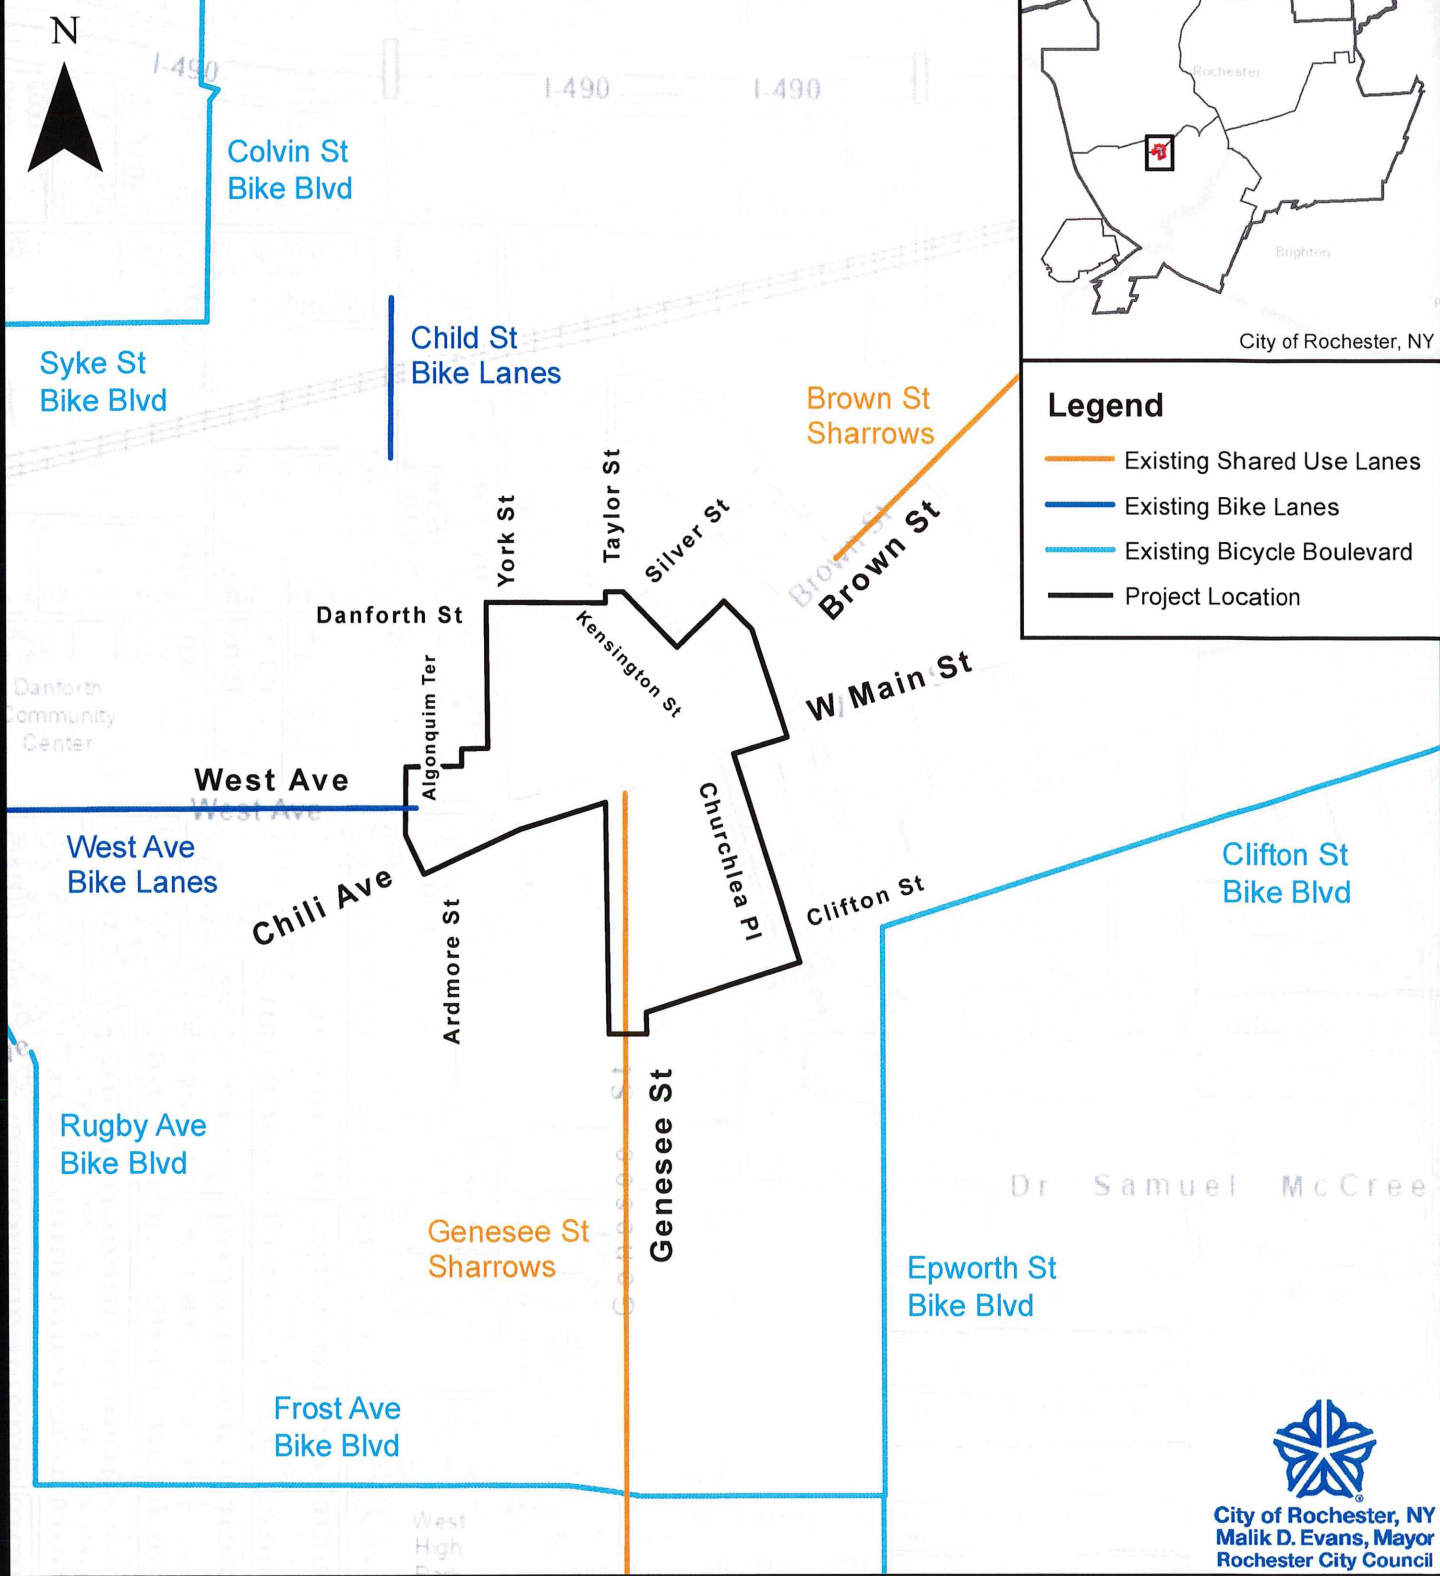 N
I-490
I-490
I-490
Rochester
Brighton
City of Rochester, NY
Colvin St
Bike Blvd
Child St
Bike Lanes
Syke St
Bike Blvd
Brown St
Sharrows
Legend
Existing Shared Use Lanes
Existing Bike Lanes
Existing Bicycle Boulevard
Project Location
York St
Taylor St
Silver St
Brown St
Brown St
Danforth St
Kensington St
Algonquim Ter
W Main St
Danforth
Community
Center
West Ave
West Ave
West Ave
Bike Lanes
Churchlea Pl
Clifton St
Clifton St
Bike Blvd
Chili Ave
Ardmore St
Genesee St
Genesee St
Rugby Ave
Bike Blvd
Dr Samuel McCree
Genesee St
Sharrows
Epworth St
Bike Blvd
Frost Ave
Bike Blvd
West
High
City of Rochester, NY
Malik D. Evans, Mayor
Rochester City Council